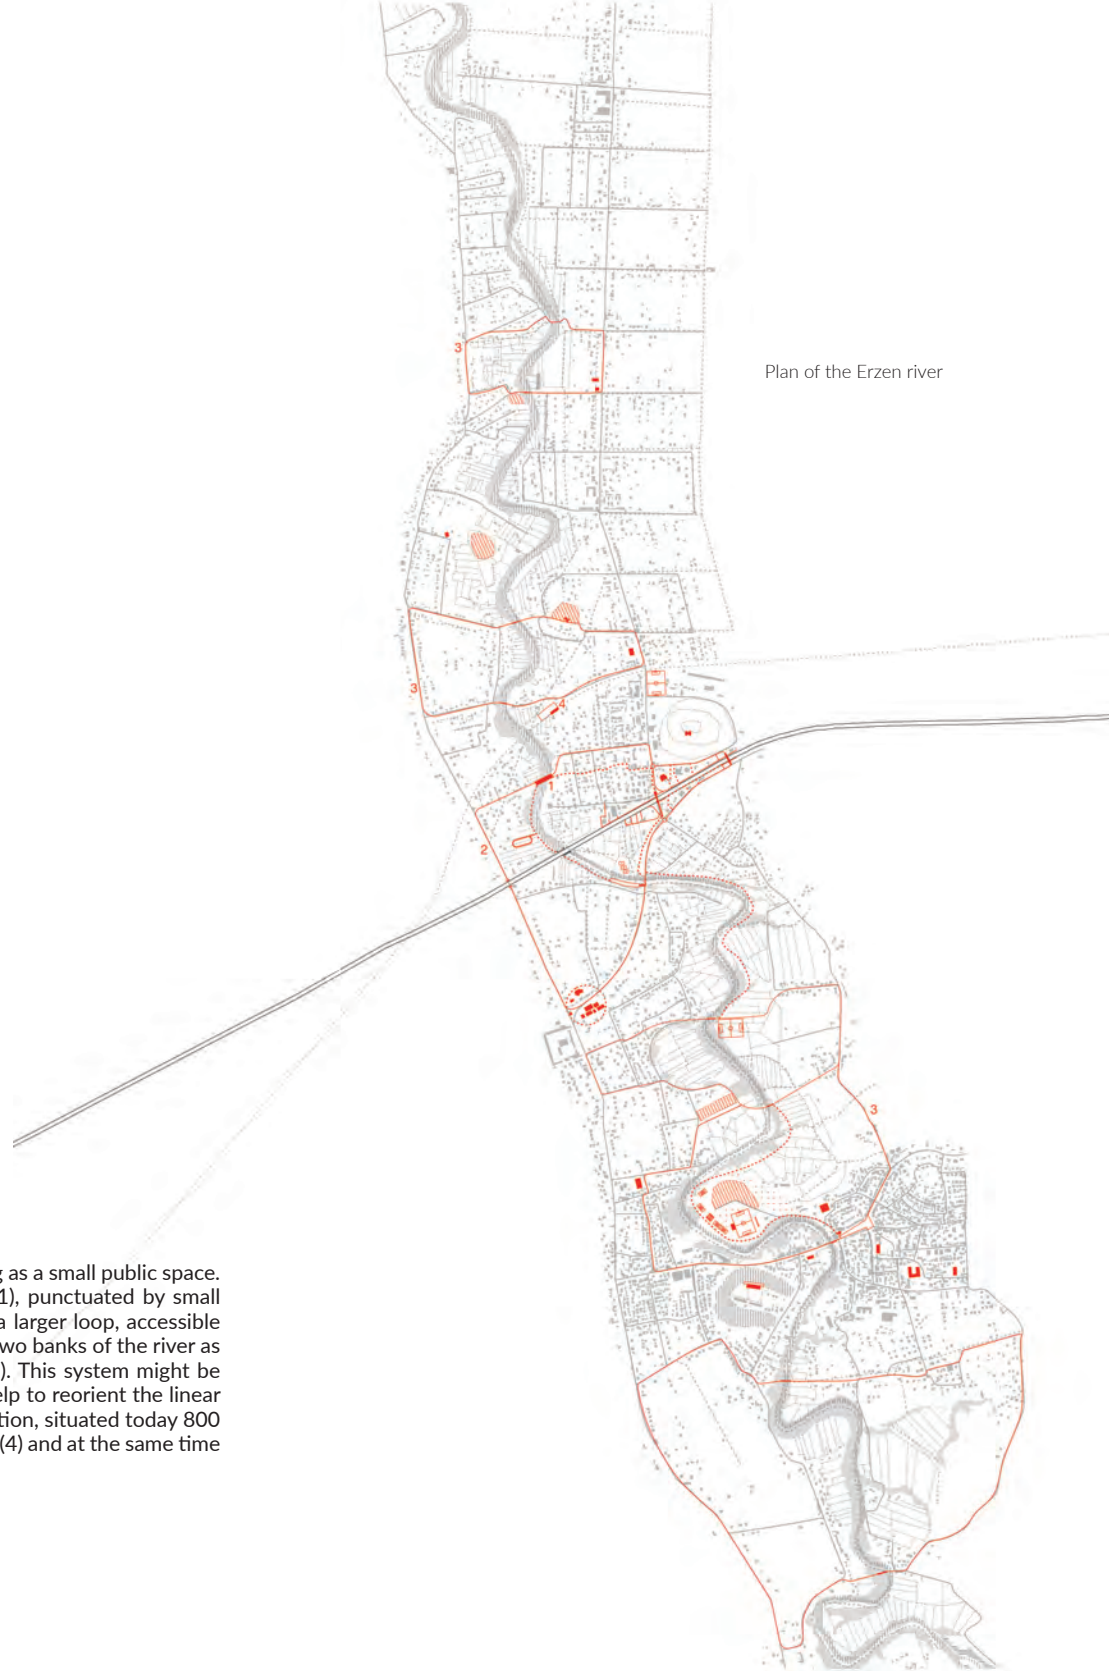 3
Plan of the Erzen river
3
4
1
2
3
g as a small public space.
1), punctuated by small
a larger loop, accessible
wo banks of the river as
). This system might be
elp to reorient the linear
tion, situated today 800
(4) and at the same time